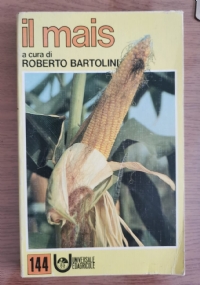 il mais
a cura di
ROBERTO BARTOLINI
144
UNIVERSALE
EDAGRICOLE